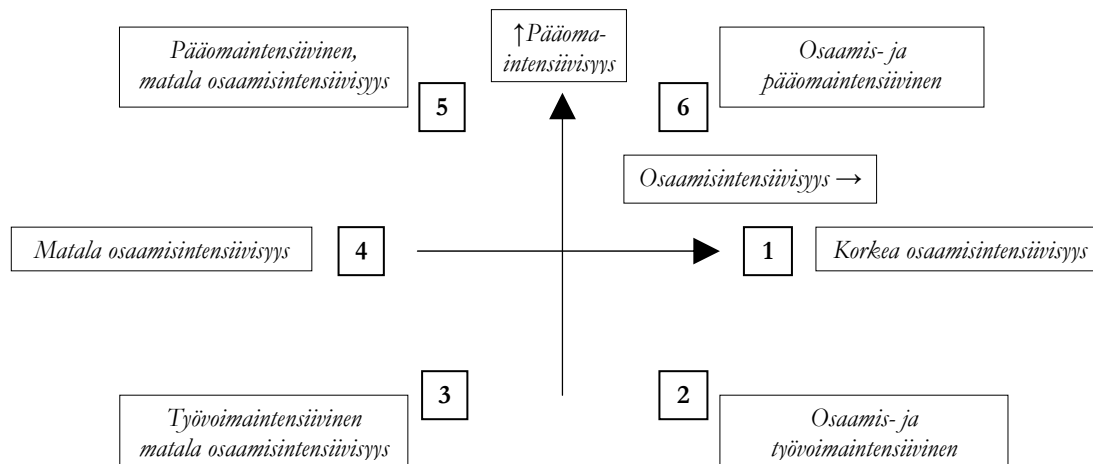 Pääomaintensiivinen,
matala osaamisintensiivisyys
5
↑Pääoma-
intensiivisyys
Osaamis- ja
pääomaintensiivinen
6
Osaamisintensiivisyys →
Matala osaamisintensiivisyys
4
1
Korkea osaamisintensiivisyys
3
Työvoimaintensiivinen
matala osaamisintensiivisyys
2
Osaamis- ja
työvoimaintensiivinen